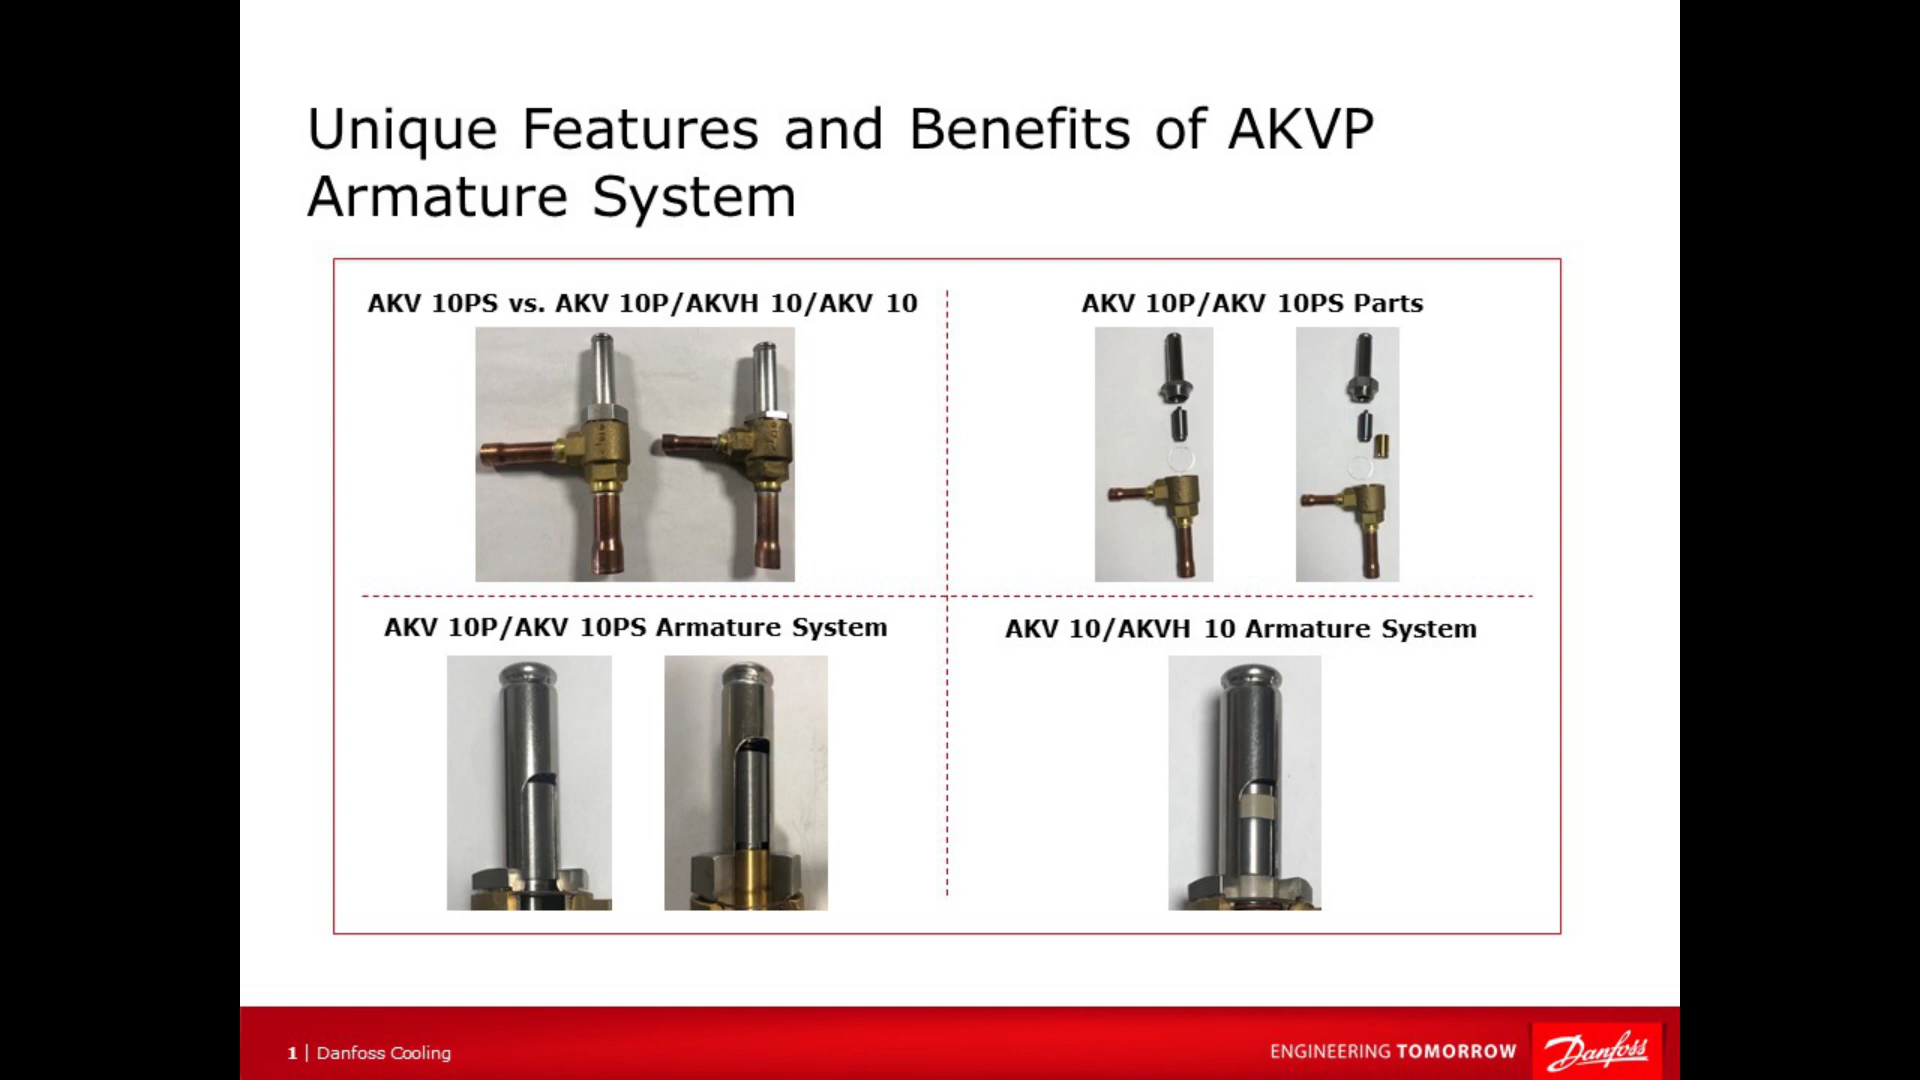 Unique Features and Benefits of AKVP
Armature System
AKV 10PS vs. AKV 10P/AKVH 10/AKV 10
AKV 10P/AKV 10PS Parts
AKV 10P/AKV 10PS Armature System
AKV 10/AKVH 10 Armature System
1 | Danfoss Cooling
ENGINEERING TOMORROW
Danfoss